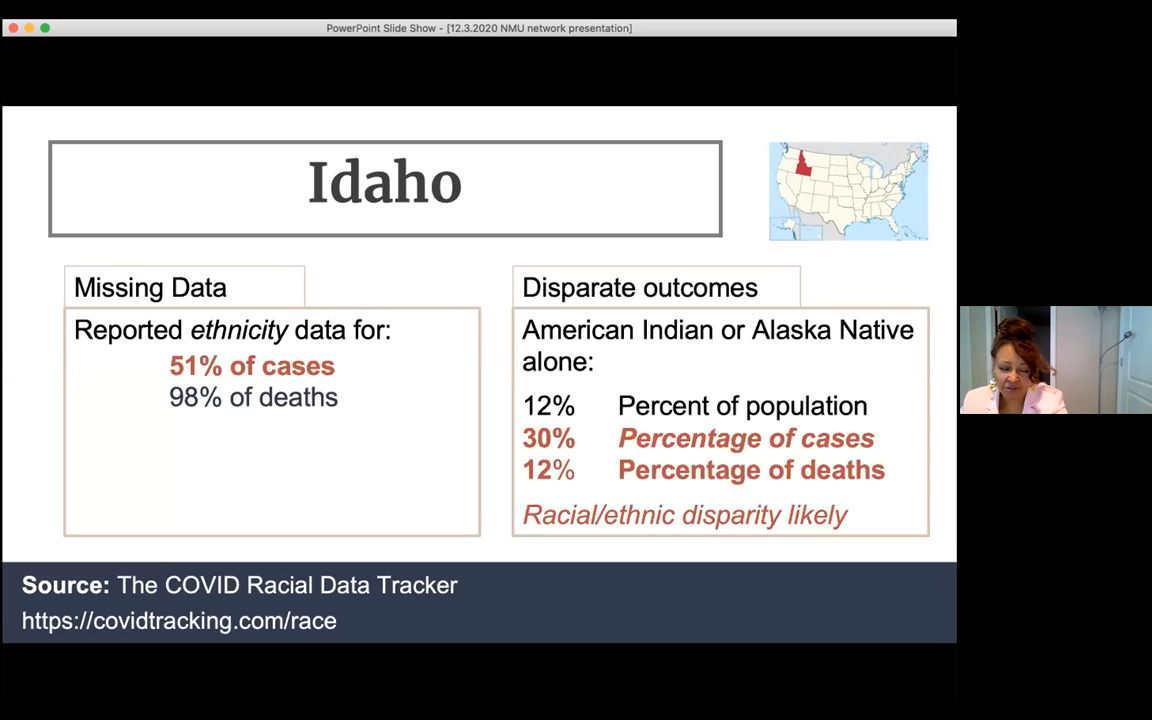 PowerPoint Slide Show - [12.3.2020 NMU network presentation]
Idaho
Missing Data
Reported ethnicity data for:
51% of cases
98% of deaths
Disparate outcomes
American Indian or Alaska Native
alone:
12% Percent of population
30% Percentage of cases
12% Percentage of deaths
Racial/ethnic disparity likely
Source: The COVID Racial Data Tracker
https://covidtracking.com/race